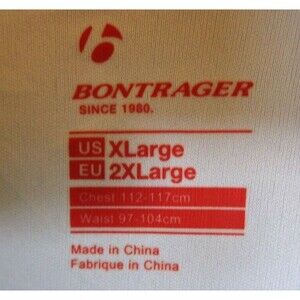 BONTRAGER
SINCE 1980.
US XLarge
EU 2XLarge
Chest 112-117cm
Waist 97-104cm
Made in China
Fabrique in China